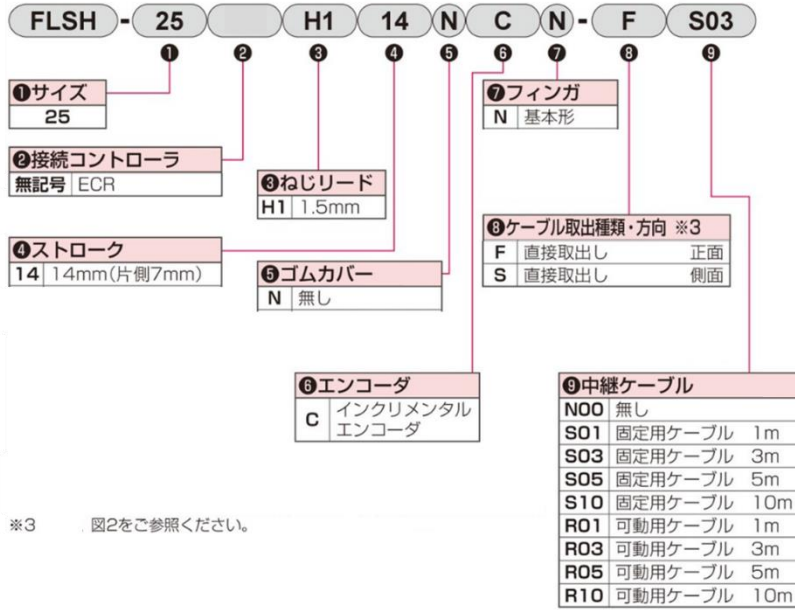 FLSH - 25 H1 14 N C N - F S03
❶ ❷ ❸ ❹ ❺ ❻ ❼ ❽ ❾
❶サイズ
25
❷接続コントローラ
無記号 ECR
❸ねじリード
H1 1.5mm
❹ストローク
14 14mm(片側7mm)
❺ゴムカバー
N 無し
❻エンコーダ
C インクリメンタル
エンコーダ
❼フィンガ
N 基本形
❽ケーブル取出種類・方向 ※3
F 直接取出し 正面
S 直接取出し 側面
❾中継ケーブル
N00 無し
S01 固定用ケーブル 1m
S03 固定用ケーブル 3m
S05 固定用ケーブル 5m
S10 固定用ケーブル 10m
R01 可動用ケーブル 1m
R03 可動用ケーブル 3m
R05 可動用ケーブル 5m
R10 可動用ケーブル 10m
※3 図2をご参照ください。